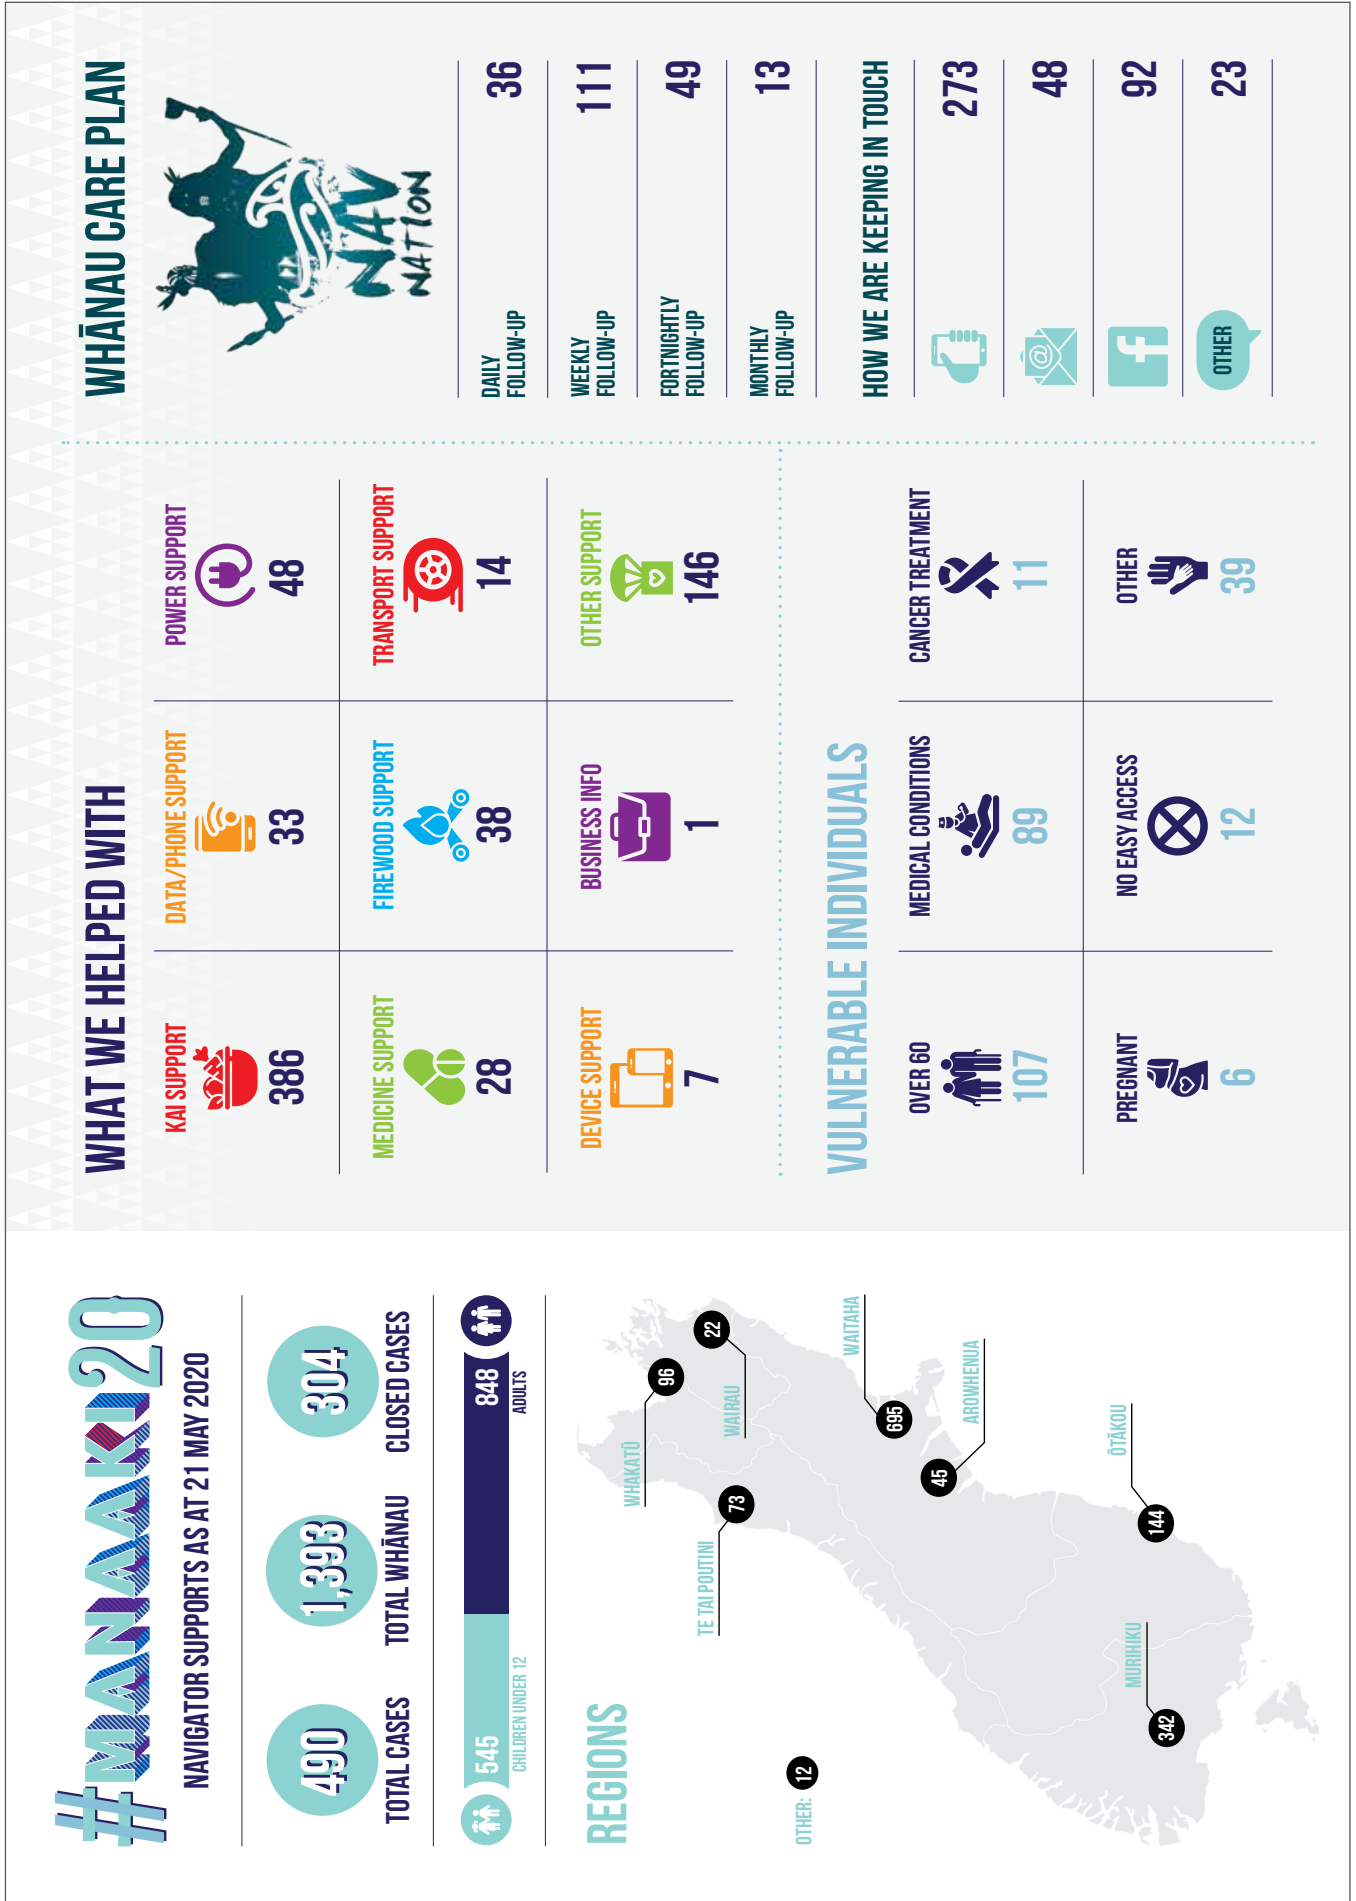 #MANAAKI20
NAVIGATOR SUPPORTS AS AT 21 MAY 2020
490
TOTAL CASES
1,393
TOTAL WHĀNAU
304
CLOSED CASES
545
CHILDREN UNDER 12
848
ADULTS
REGIONS
WHAKATŪ
96
22
WAIRAU
TE TAI POUTINI
73
WAITAHA
695
AROWHENUA
45
ŌTĀKOU
144
MURIHIKU
342
OTHER: 12
WHAT WE HELPED WITH
KAI SUPPORT
386
DATA/PHONE SUPPORT
33
POWER SUPPORT
48
MEDICINE SUPPORT
28
FIREWOOD SUPPORT
38
TRANSPORT SUPPORT
14
DEVICE SUPPORT
7
BUSINESS INFO
1
OTHER SUPPORT
146
VULNERABLE INDIVIDUALS
OVER 60
107
MEDICAL CONDITIONS
89
CANCER TREATMENT
11
PREGNANT
6
NO EASY ACCESS
12
OTHER
39
WHĀNAU CARE PLAN
NAV
NATION
DAILY
FOLLOW-UP
36
WEEKLY
FOLLOW-UP
111
FORTNIGHTLY
FOLLOW-UP
49
MONTHLY
FOLLOW-UP
13
HOW WE ARE KEEPING IN TOUCH
273
@
48
f
92
OTHER
23